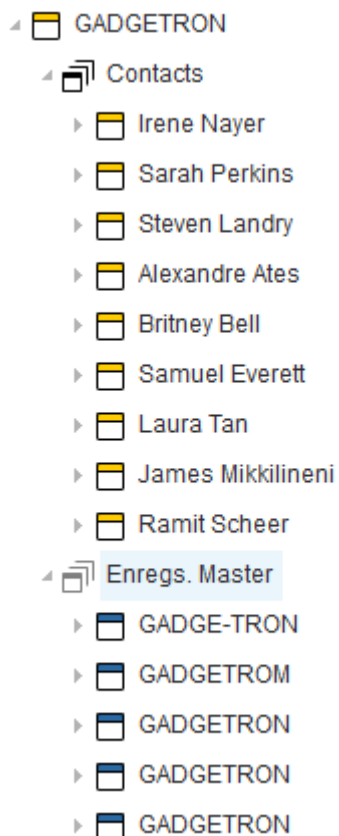 GADGETRON
Contacts
Irene Nayer
Sarah Perkins
Steven Landry
Alexandre Ates
Britney Bell
Samuel Everett
Laura Tan
James Mikkilineni
Ramit Scheer
Enregs. Master
GADGE-TRON
GADGETROM
GADGETRON
GADGETRON
GADGETRON